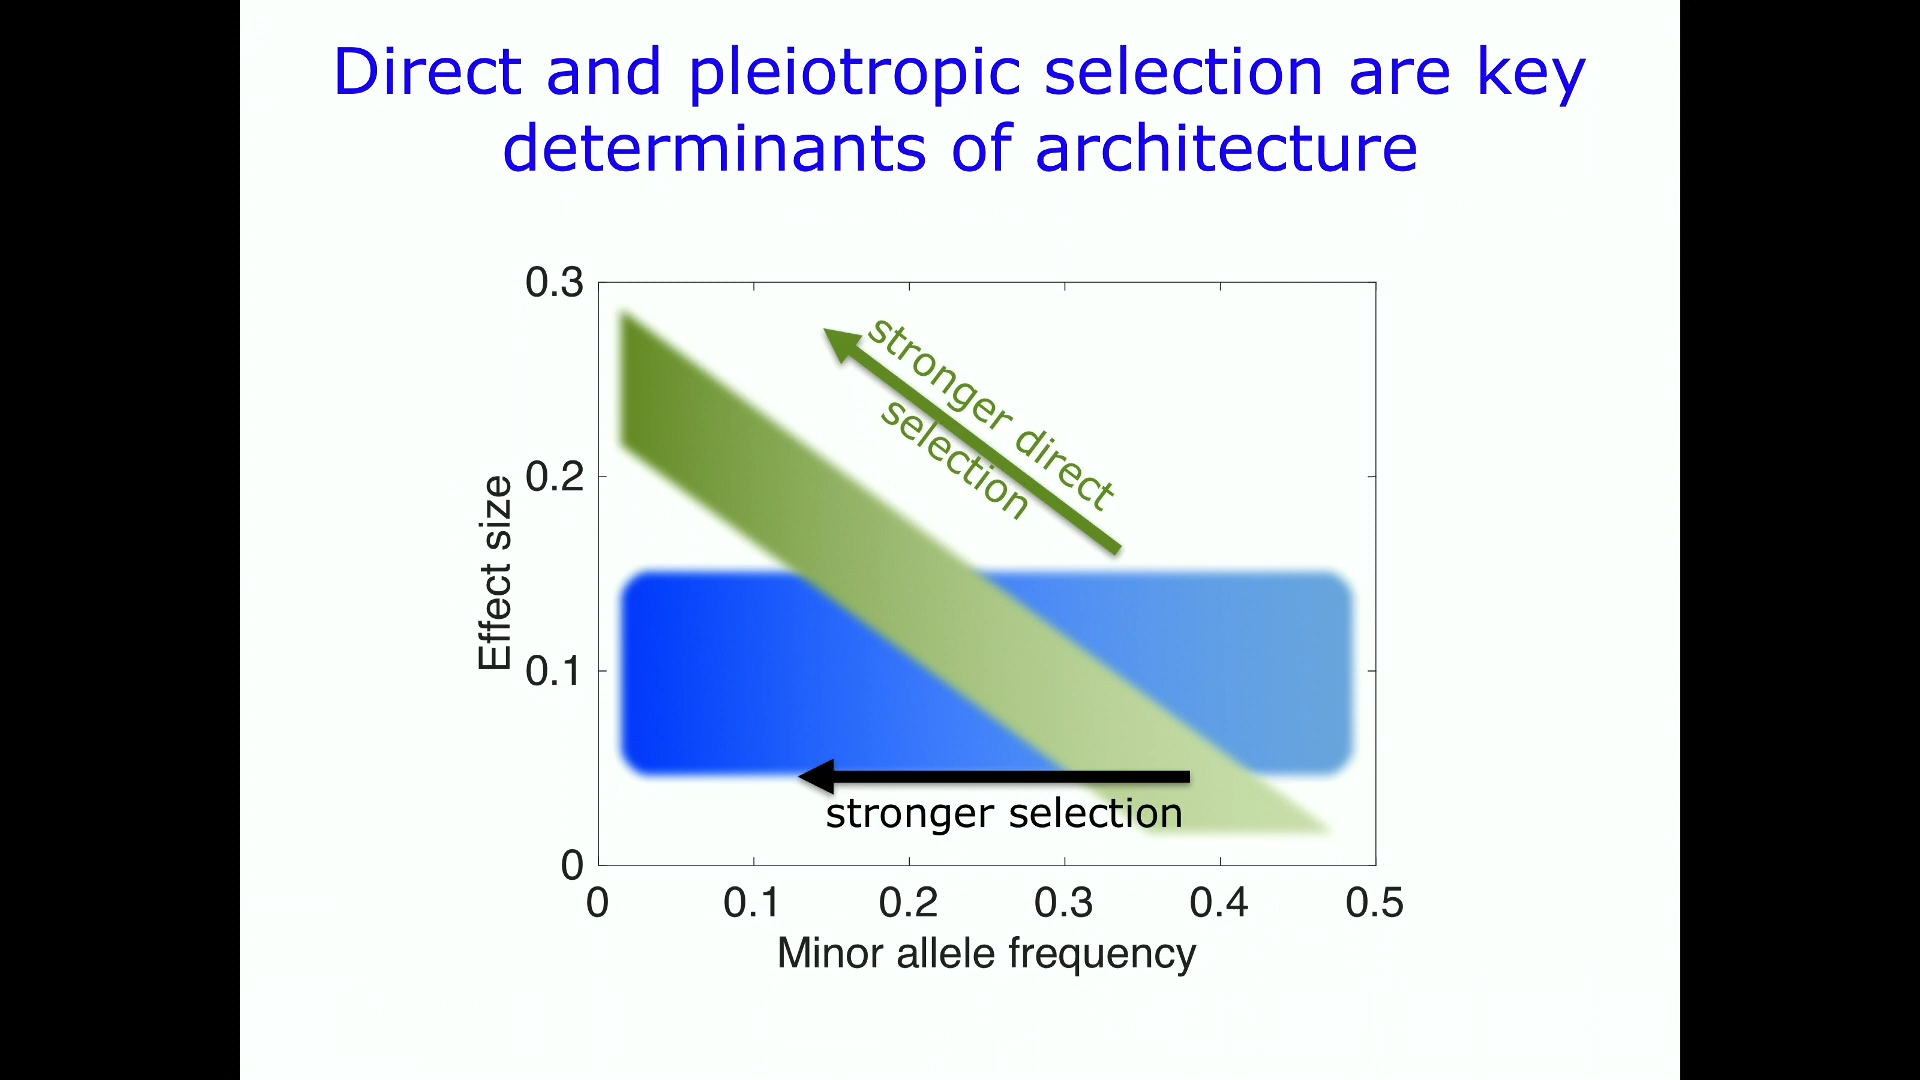 Direct and pleiotropic selection are key
determinants of architecture
0.3
0.2
0.1
0
Effect size
stronger direct
selection
stronger selection
0
0.1
0.2
0.3
0.4
0.5
Minor allele frequency